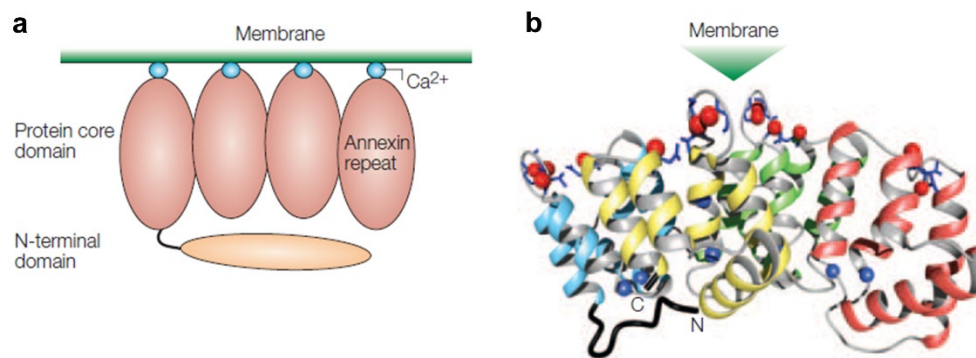 a
Membrane
Ca2+
Protein core
domain
Annexin
repeat
N-terminal
domain
b
Membrane
C
N